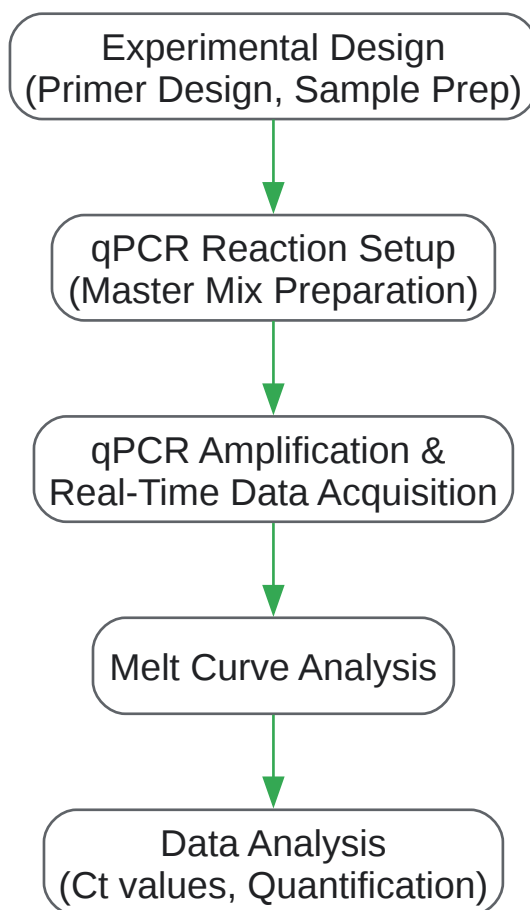 Experimental Design
(Primer Design, Sample Prep)
qPCR Reaction Setup
(Master Mix Preparation)
qPCR Amplification &
Real-Time Data Acquisition
Melt Curve Analysis
Data Analysis
(Ct values, Quantification)